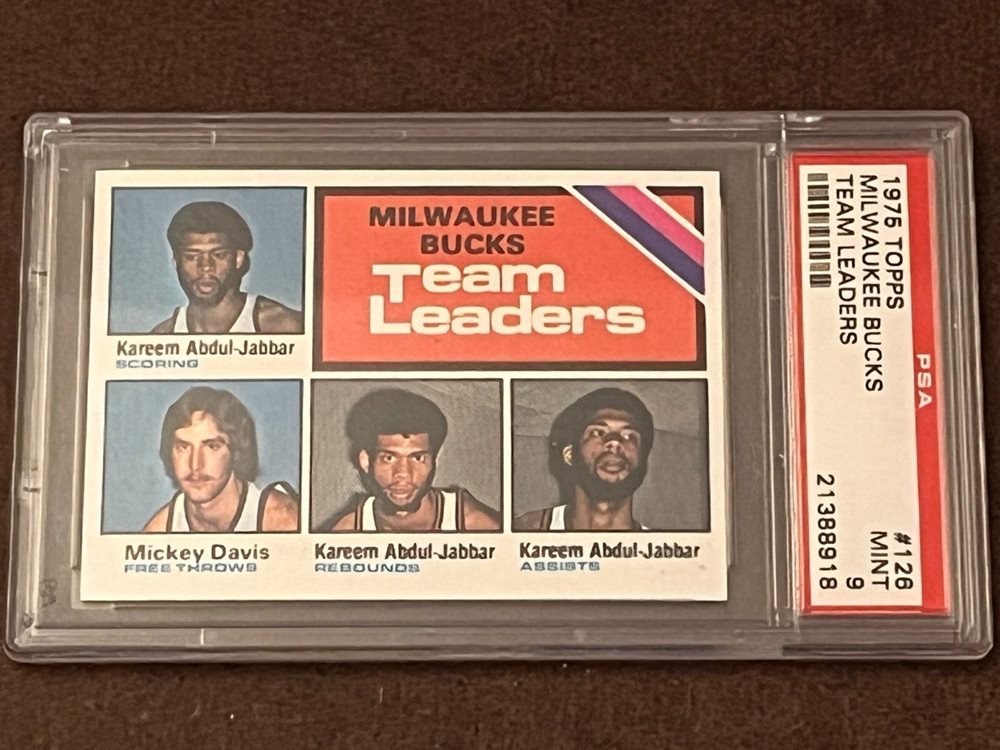 MILWAUKEE
BUCKS
Team
Leaders
Kareem Abdul-Jabbar
SCORING
Mickey Davis
FREE THROWS
Kareem Abdul-Jabbar
REBOUNDS
Kareem Abdul-Jabbar
ASSISTS
PSA
1975 TOPPS #126
MILWAUKEE BUCKS MINT
TEAM LEADERS 9
21388918